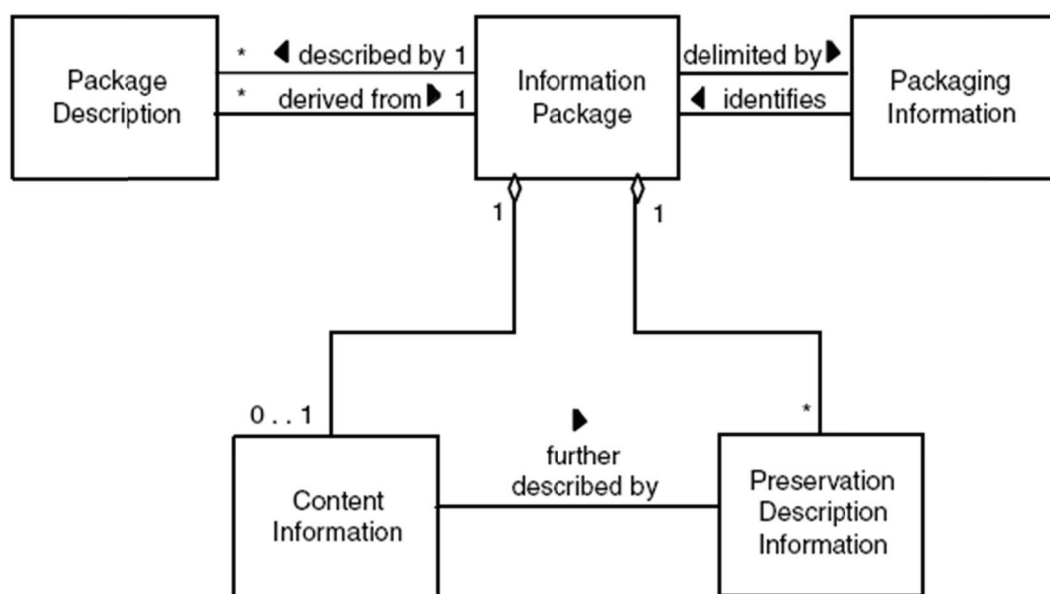 * described by 1
delimited by
Package
Description
Information
Package
Packaging
Information
* derived from 1
identifies
1
1
0 . . 1
*
further
described by
Content
Information
Preservation
Description
Information